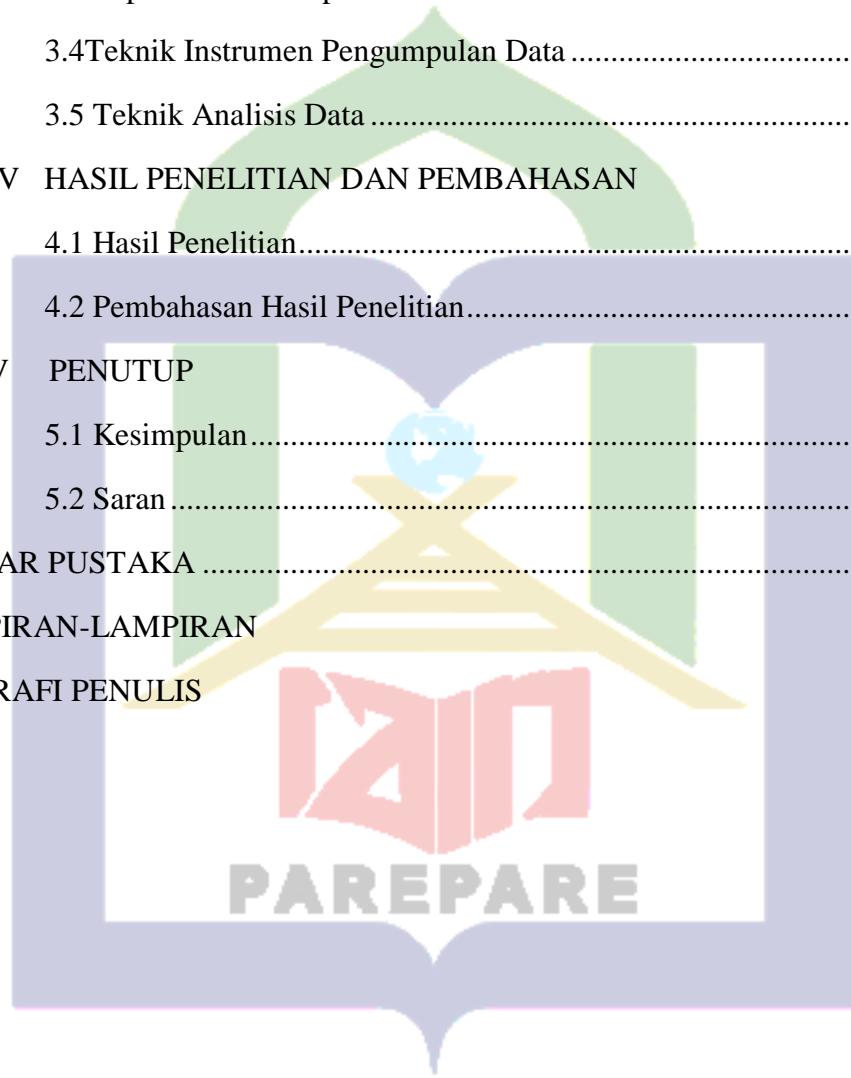 3.4Teknik Instrumen Pengumpulan Data ..............................
3.5 Teknik Analisis Data ..............................
V HASIL PENELITIAN DAN PEMBAHASAN
4.1 Hasil Penelitian..............................
4.2 Pembahasan Hasil Penelitian..............................
V PENUTUP
5.1 Kesimpulan..............................
5.2 Saran ..............................
AR PUSTAKA ..............................
PIRAN-LAMPIRAN
RAFI PENULIS
iain
PAREPARE